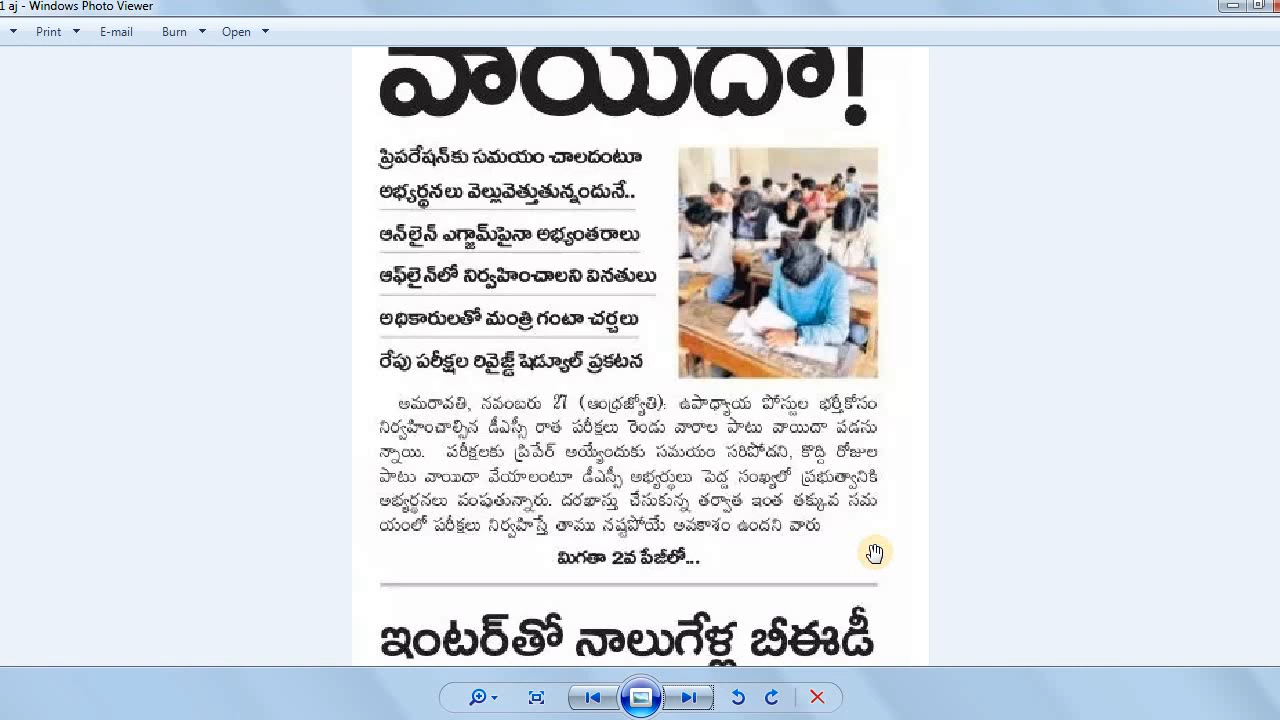 1 aj - Windows Photo Viewer
Print E-mail Burn Open
వాయిదా!
ప్రిపరేషన్‌కు సమయం చాలదంటూ
అభ్యర్థనలు వెల్లువెత్తుతున్నందునే..
ఆన్‌లైన్ ఎగ్జామ్‌పైనా అభ్యంతరాలు
ఆఫ్‌లైన్‌లో నిర్వహించాలని వినతులు
అధికారులతో మంత్రి గంటా చర్చలు
రేపు పరీక్షల రివైజ్డ్ షెడ్యూల్ ప్రకటన
అమరావతి, నవంబరు 27 (ఆంధ్రజ్యోతి): ఉపాధ్యాయ పోస్టుల భర్తీకోసం
నిర్వహించాల్సిన డీఎస్సీ రాత పరీక్షలు రెండు వారాల పాటు వాయిదా పడను
న్నాయి. పరీక్షలకు ప్రిపేర్ అయ్యేందుకు సమయం సరిపోదని, కొద్ది రోజుల
పాటు వాయిదా వేయాలంటూ డీఎస్సీ అభ్యర్థులు పెద్ద సంఖ్యలో ప్రభుత్వానికి
అభ్యర్థనలు పంపుతున్నారు. దరఖాస్తు చేసుకున్న తర్వాత ఇంత తక్కువ సమ
యంలో పరీక్షలు నిర్వహిస్తే తాము నష్టపోయే అవకాశం ఉందని వారు
మిగతా 2వ పేజీలో...
ఇంటర్‌తో నాలుగేళ్ల బీఈడీ